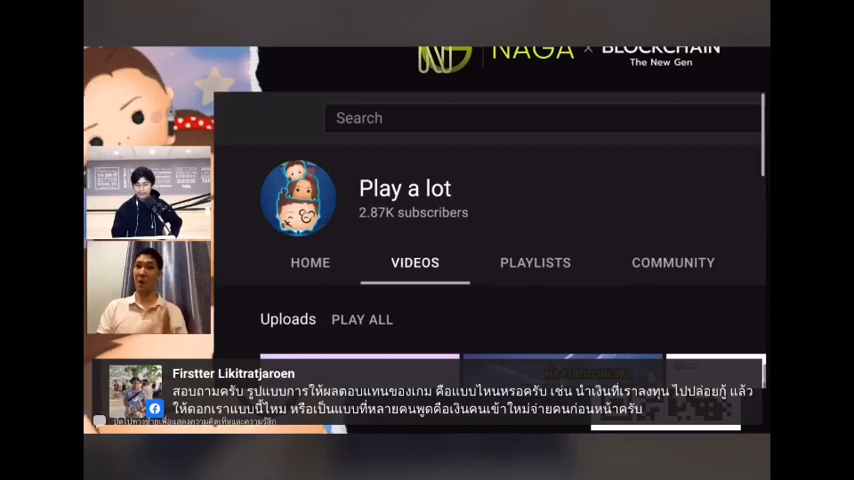 NAGA × BLOCKCHAIN
The New Gen
Search
Play a lot
2.87K subscribers
HOME VIDEOS PLAYLISTS COMMUNITY
Uploads PLAY ALL
Firstter Likitratjaroen
สอบถามครับ รูปแบบการให้ผลตอบแทนของเกม คือแบบไหนหรอครับ เช่น นำเงินที่เราลงทุน ไปปล่อยกู้ แล้ว
ให้ดอกเราแบบนี้ไหม หรือเป็นแบบที่หลายคนพูดคือเงินคนเข้าใหม่จ่ายคนก่อนหน้าครับ